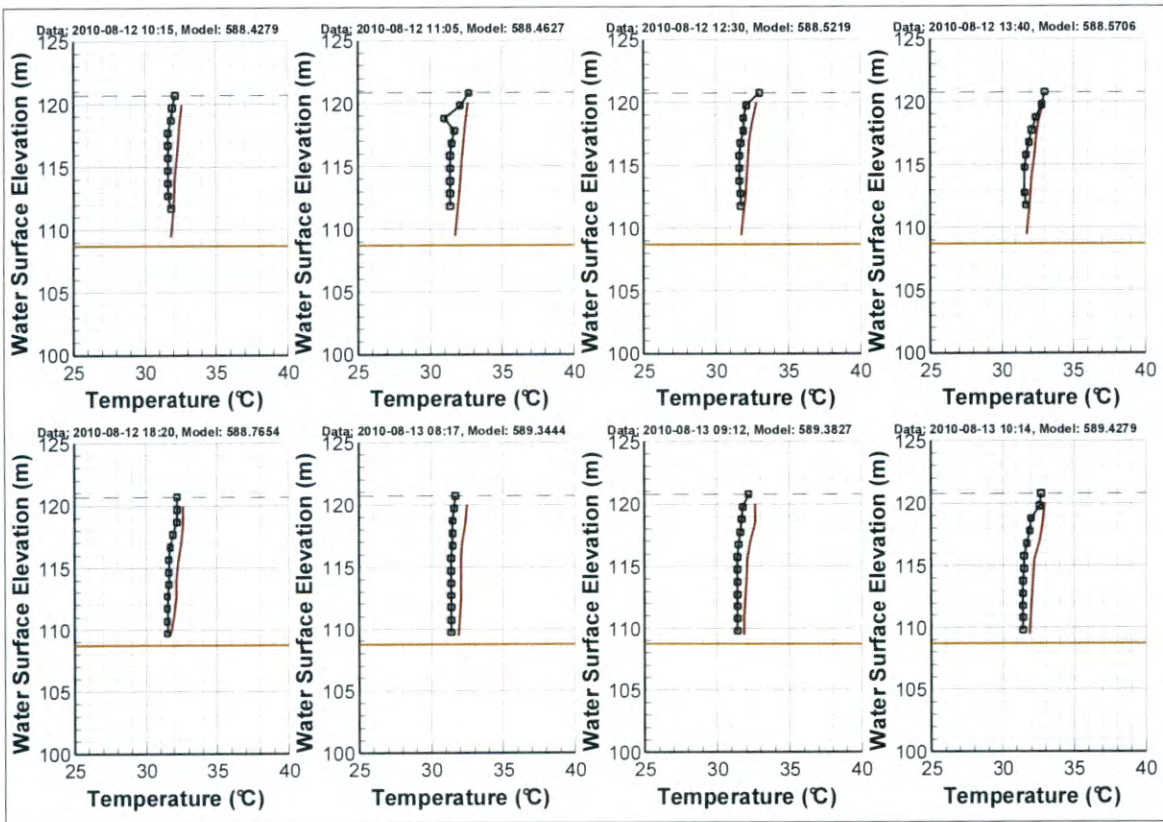 Data: 2010-08-12 10:15, Model: 588.4279
Water Surface Elevation (m)
125
120
115
110
105
100
25 30 35 40
Temperature (°C)
Data: 2010-08-12 11:05, Model: 588.4627
Water Surface Elevation (m)
125
120
115
110
105
100
25 30 35 40
Temperature (°C)
Data: 2010-08-12 12:30, Model: 588.5219
Water Surface Elevation (m)
125
120
115
110
105
100
25 30 35 40
Temperature (°C)
Data: 2010-08-12 13:40, Model: 588.5706
Water Surface Elevation (m)
125
120
115
110
105
100
25 30 35 40
Temperature (°C)
Data: 2010-08-12 18:20, Model: 588.7654
Water Surface Elevation (m)
125
120
115
110
105
100
25 30 35 40
Temperature (°C)
Data: 2010-08-13 08:17, Model: 589.3444
Water Surface Elevation (m)
125
120
115
110
105
100
25 30 35 40
Temperature (°C)
Data: 2010-08-13 09:12, Model: 589.3827
Water Surface Elevation (m)
125
120
115
110
105
100
25 30 35 40
Temperature (°C)
Data: 2010-08-13 10:14, Model: 589.4279
Water Surface Elevation (m)
125
120
115
110
105
100
25 30 35 40
Temperature (°C)